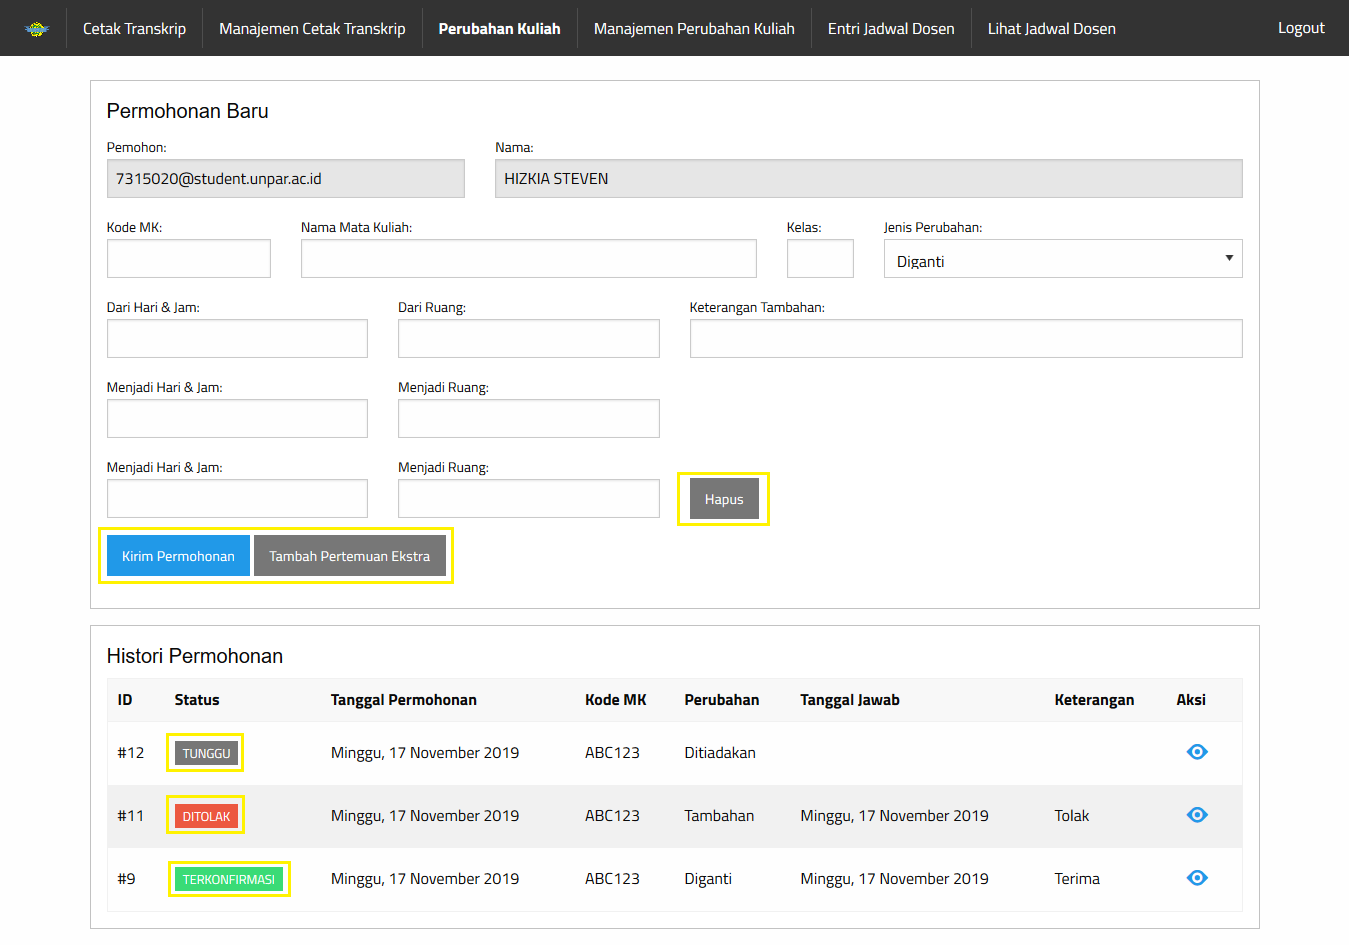 Cetak Transkrip Manajemen Cetak Transkrip Perubahan Kuliah Manajemen Perubahan Kuliah Entri Jadwal Dosen Lihat Jadwal Dosen Logout
Permohonan Baru
Pemohon: Nama:
7315020@student.unpar.ac.id HIZKIA STEVEN
Kode MK: Nama Mata Kuliah: Kelas: Jenis Perubahan:
Diganti
Dari Hari & Jam: Dari Ruang: Keterangan Tambahan:
Menjadi Hari & Jam: Menjadi Ruang:
Menjadi Hari & Jam: Menjadi Ruang:
Hapus
Kirim Permohonan Tambah Pertemuan Ekstra
Histori Permohonan
ID Status Tanggal Permohonan Kode MK Perubahan Tanggal Jawab Keterangan Aksi
#12 TUNGGU Minggu, 17 November 2019 ABC123 Ditiadakan
#11 DITOLAK Minggu, 17 November 2019 ABC123 Tambahan Minggu, 17 November 2019 Tolak
#9 TERKONFIRMASI Minggu, 17 November 2019 ABC123 Diganti Minggu, 17 November 2019 Terima